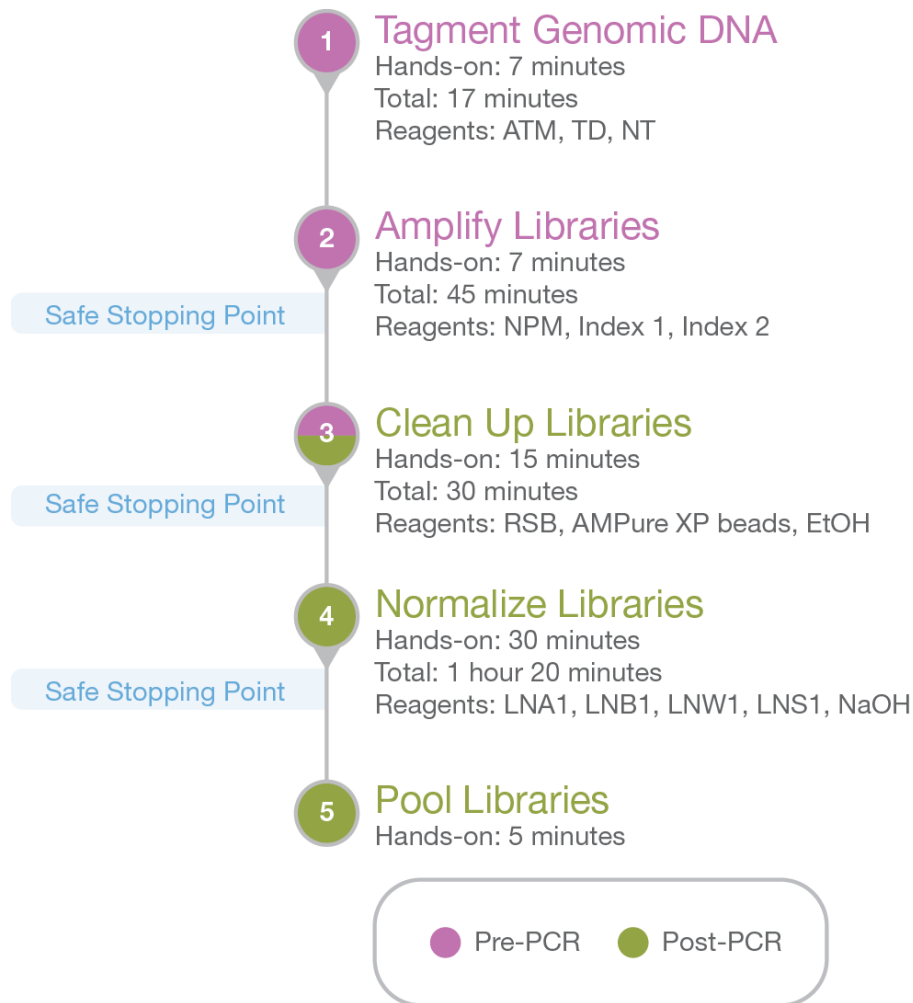 1
Tagment Genomic DNA
Hands-on: 7 minutes
Total: 17 minutes
Reagents: ATM, TD, NT
2
Amplify Libraries
Hands-on: 7 minutes
Total: 45 minutes
Reagents: NPM, Index 1, Index 2
Safe Stopping Point
3
Clean Up Libraries
Hands-on: 15 minutes
Total: 30 minutes
Reagents: RSB, AMPure XP beads, EtOH
Safe Stopping Point
4
Normalize Libraries
Hands-on: 30 minutes
Total: 1 hour 20 minutes
Reagents: LNA1, LNB1, LNW1, LNS1, NaOH
Safe Stopping Point
5
Pool Libraries
Hands-on: 5 minutes
Pre-PCR
Post-PCR